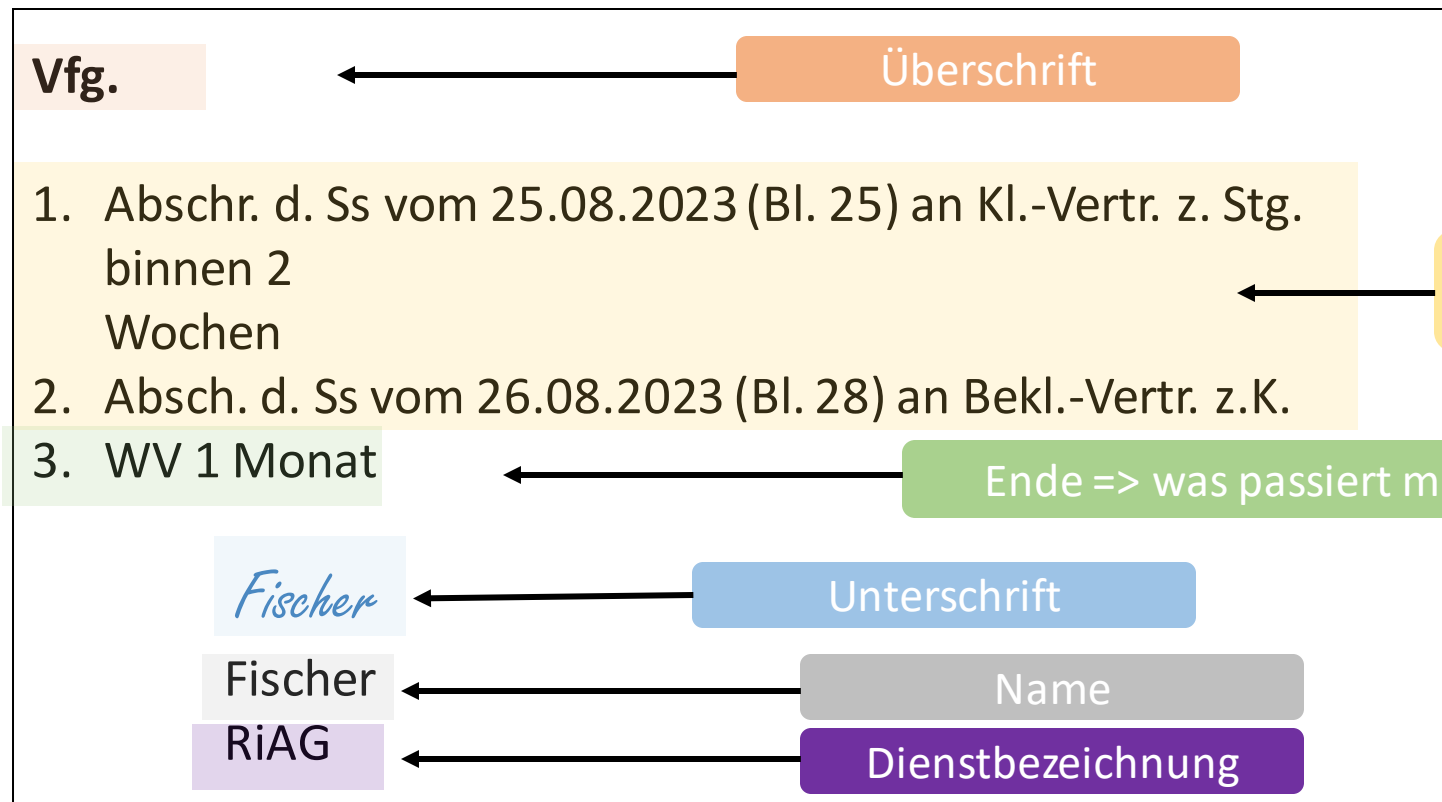 Vfg.
Überschrift
1. Abschr. d. Ss vom 25.08.2023 (Bl. 25) an Kl.-Vertr. z. Stg.
binnen 2
Wochen
2. Absch. d. Ss vom 26.08.2023 (Bl. 28) an Bekl.-Vertr. z.K.
3. WV 1 Monat
Ende => was passiert
Fischer
Unterschrift
Fischer
Name
RiAG
Dienstbezeichnung